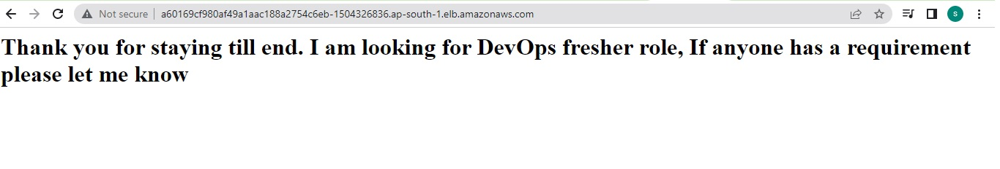 Not secure | a60169cf980af49a1aac188a2754c6eb-1504326836.ap-south-1.elb.amazonaws.com
S
Thank you for staying till end. I am looking for DevOps fresher role, If anyone has a requirement
please let me know